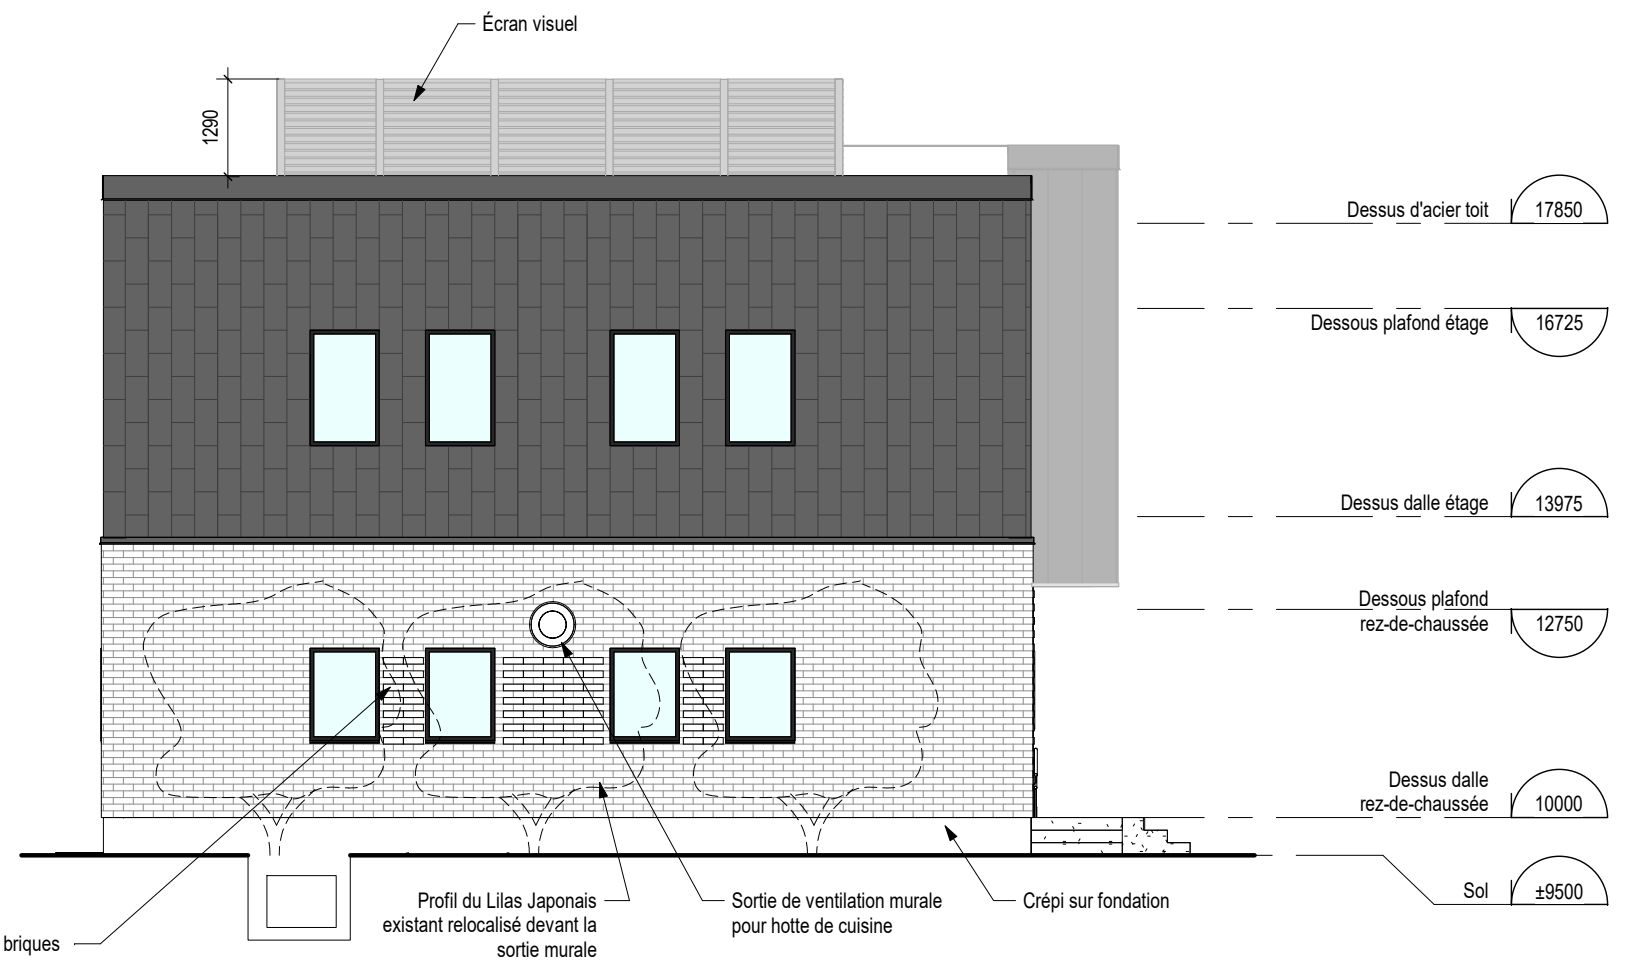 Écran visuel
1290
Dessus d'acier toit
17850
Dessous plafond étage
16725
Dessus dalle étage
13975
Dessous plafond
rez-de-chaussée
12750
Dessus dalle
rez-de-chaussée
10000
Sol
±9500
Profil du Lilas Japonais
existant relocalisé devant la
sortie murale
Sortie de ventilation murale
pour hotte de cuisine
Crépi sur fondation
briques